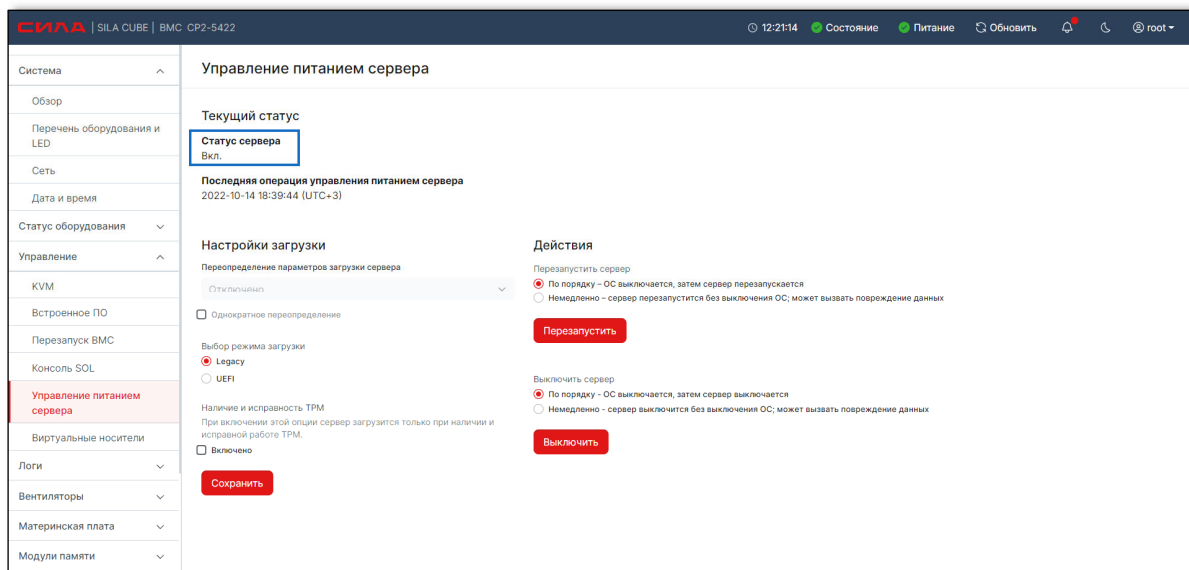 СИЛА | SILA CUBE | BMC CP2-5422
12:21:14 Состояние Питание Обновить root
Система
Обзор
Перечень оборудования и
LED
Сеть
Дата и время
Статус оборудования
Управление
KVM
Встроенное ПО
Перезапуск BMC
Консоль SOL
Управление питанием
сервера
Виртуальные носители
Логи
Вентиляторы
Материнская плата
Модули памяти
Управление питанием сервера
Текущий статус
Статус сервера
Вкл.
Последняя операция управления питанием сервера
2022-10-14 18:39:44 (UTC+3)
Настройки загрузки
Переопределение параметров загрузки сервера
Отключено
Однократное переопределение
Выбор режима загрузки
Legacy
UEFI
Наличие и исправность TPM
При включении этой опции сервер загрузится только при наличии и
исправной работе TPM.
Включено
Сохранить
Действия
Перезапустить сервер
По порядку – ОС выключается, затем сервер перезапускается
Немедленно – сервер перезапустится без выключения ОС; может вызвать повреждение данных
Перезапустить
Выключить сервер
По порядку - ОС выключается, затем сервер выключается
Немедленно - сервер выключится без выключения ОС; может вызвать повреждение данных
Выключить